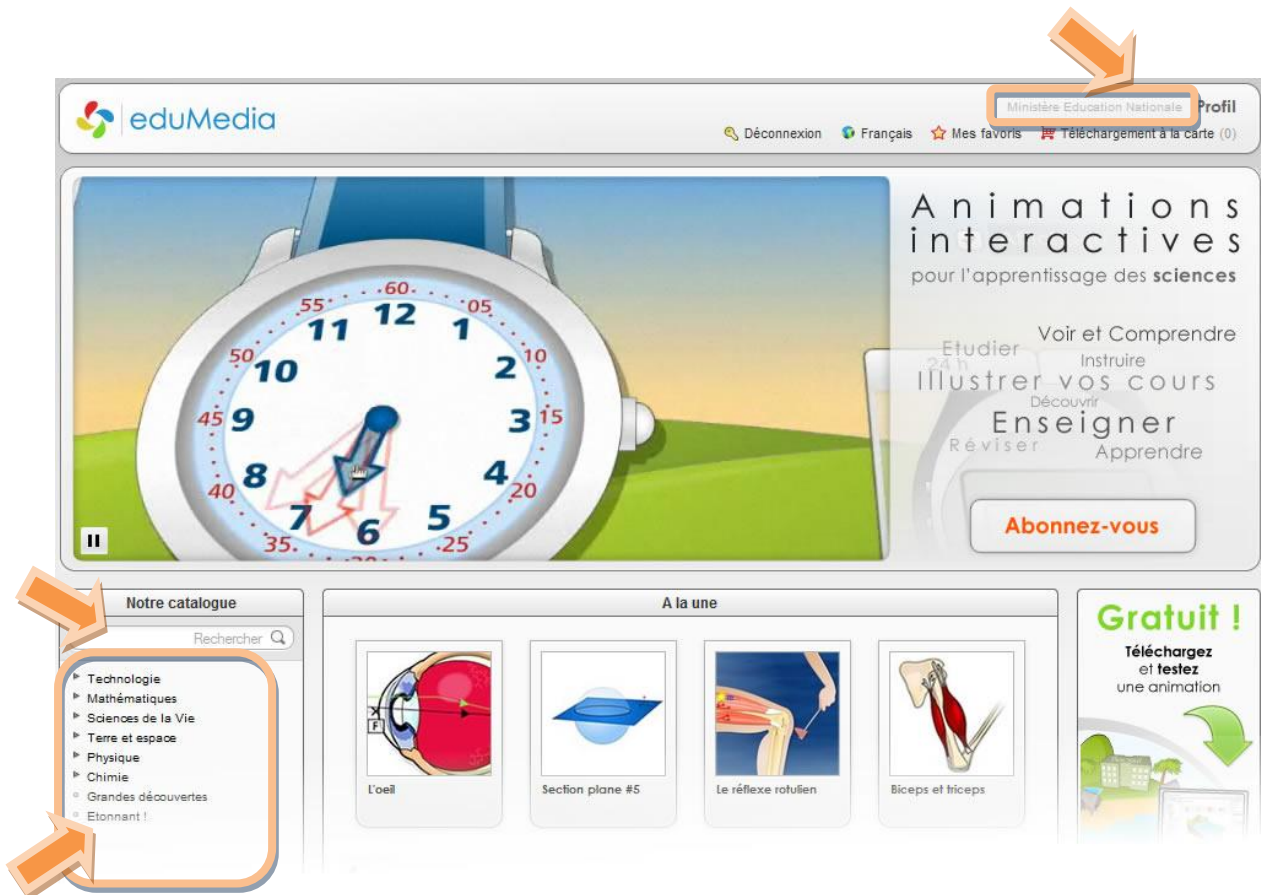 eduMedia
Ministère Education Nationale Profil
Déconnexion Français Mes favoris Téléchargement à la carte (0)
Animations
interactives
pour l'apprentissage des sciences
Voir et Comprendre
Etudier
Instruire
24 h
Illustrer vos cours
Découvrir
Enseigner
Réviser
Apprendre
Abonnez-vous
60
55 05
12
11 1
50 10
10 2
45 9 3 15
8 4
40 20
7 6 5
35 25
Notre catalogue
Rechercher
Technologie
Mathématiques
Sciences de la Vie
Terre et espace
Physique
Chimie
Grandes découvertes
Etonnant !
A la une
F
L'oeil
Section plane #5
Le réflexe rotulien
Biceps et triceps
Gratuit !
Téléchargez
et testez
une animation